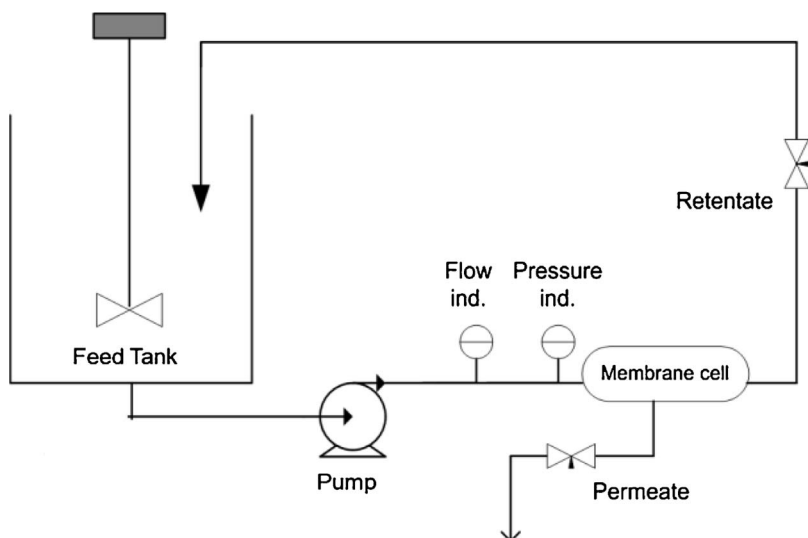 Retentate
Flow
ind.
Pressure
ind.
Feed Tank
Membrane cell
Pump
Permeate